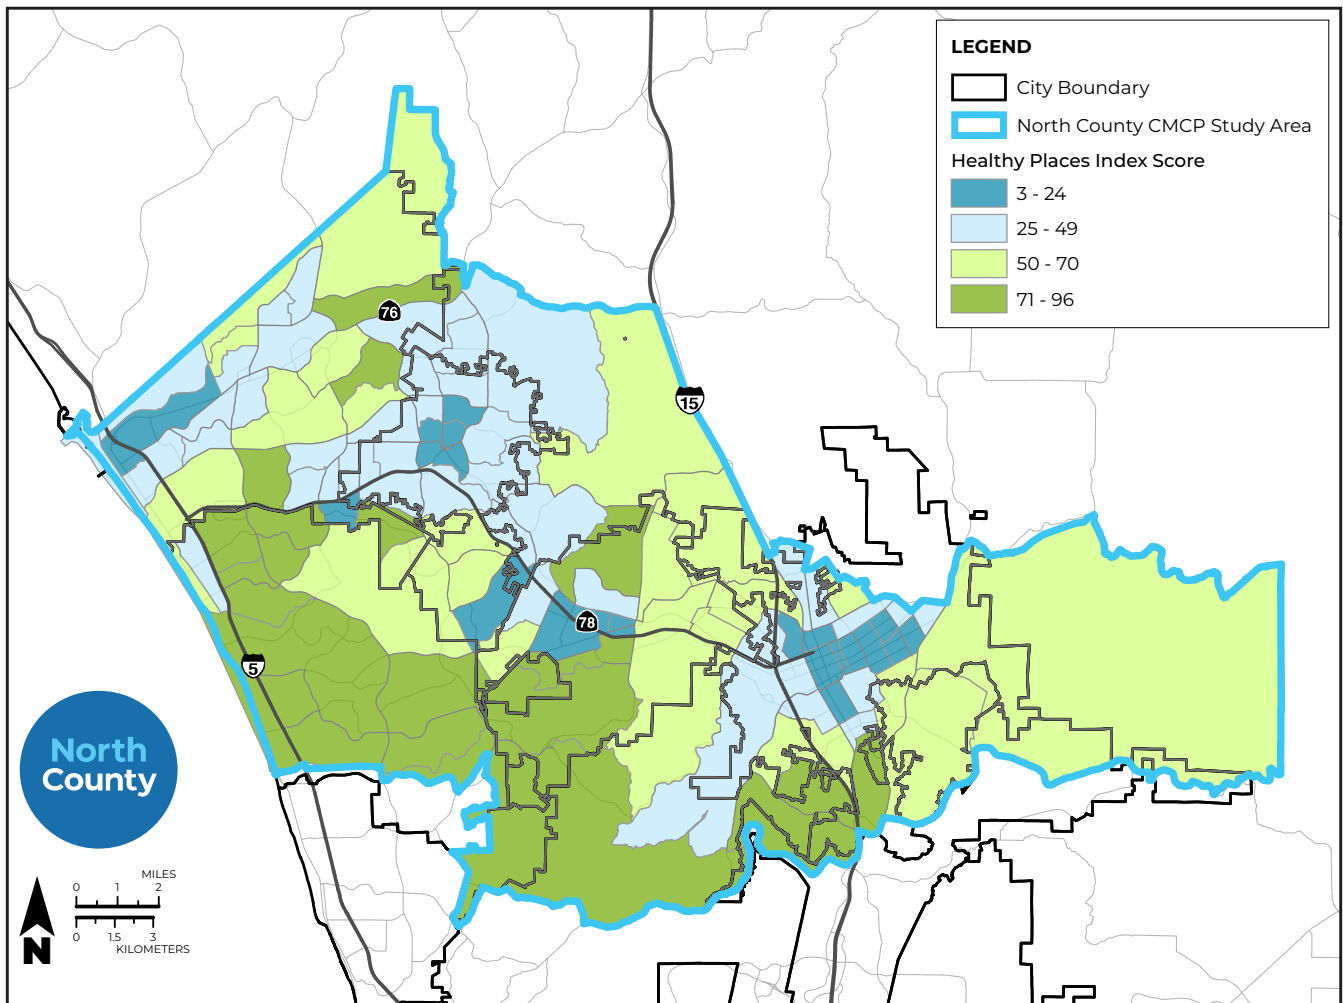 LEGEND
City Boundary
North County CMCP Study Area
Healthy Places Index Score
3 - 24
25 - 49
50 - 70
71 - 96
76
15
78
5
North
County
MILES
0 1 2
0 1.5 3
KILOMETERS
N